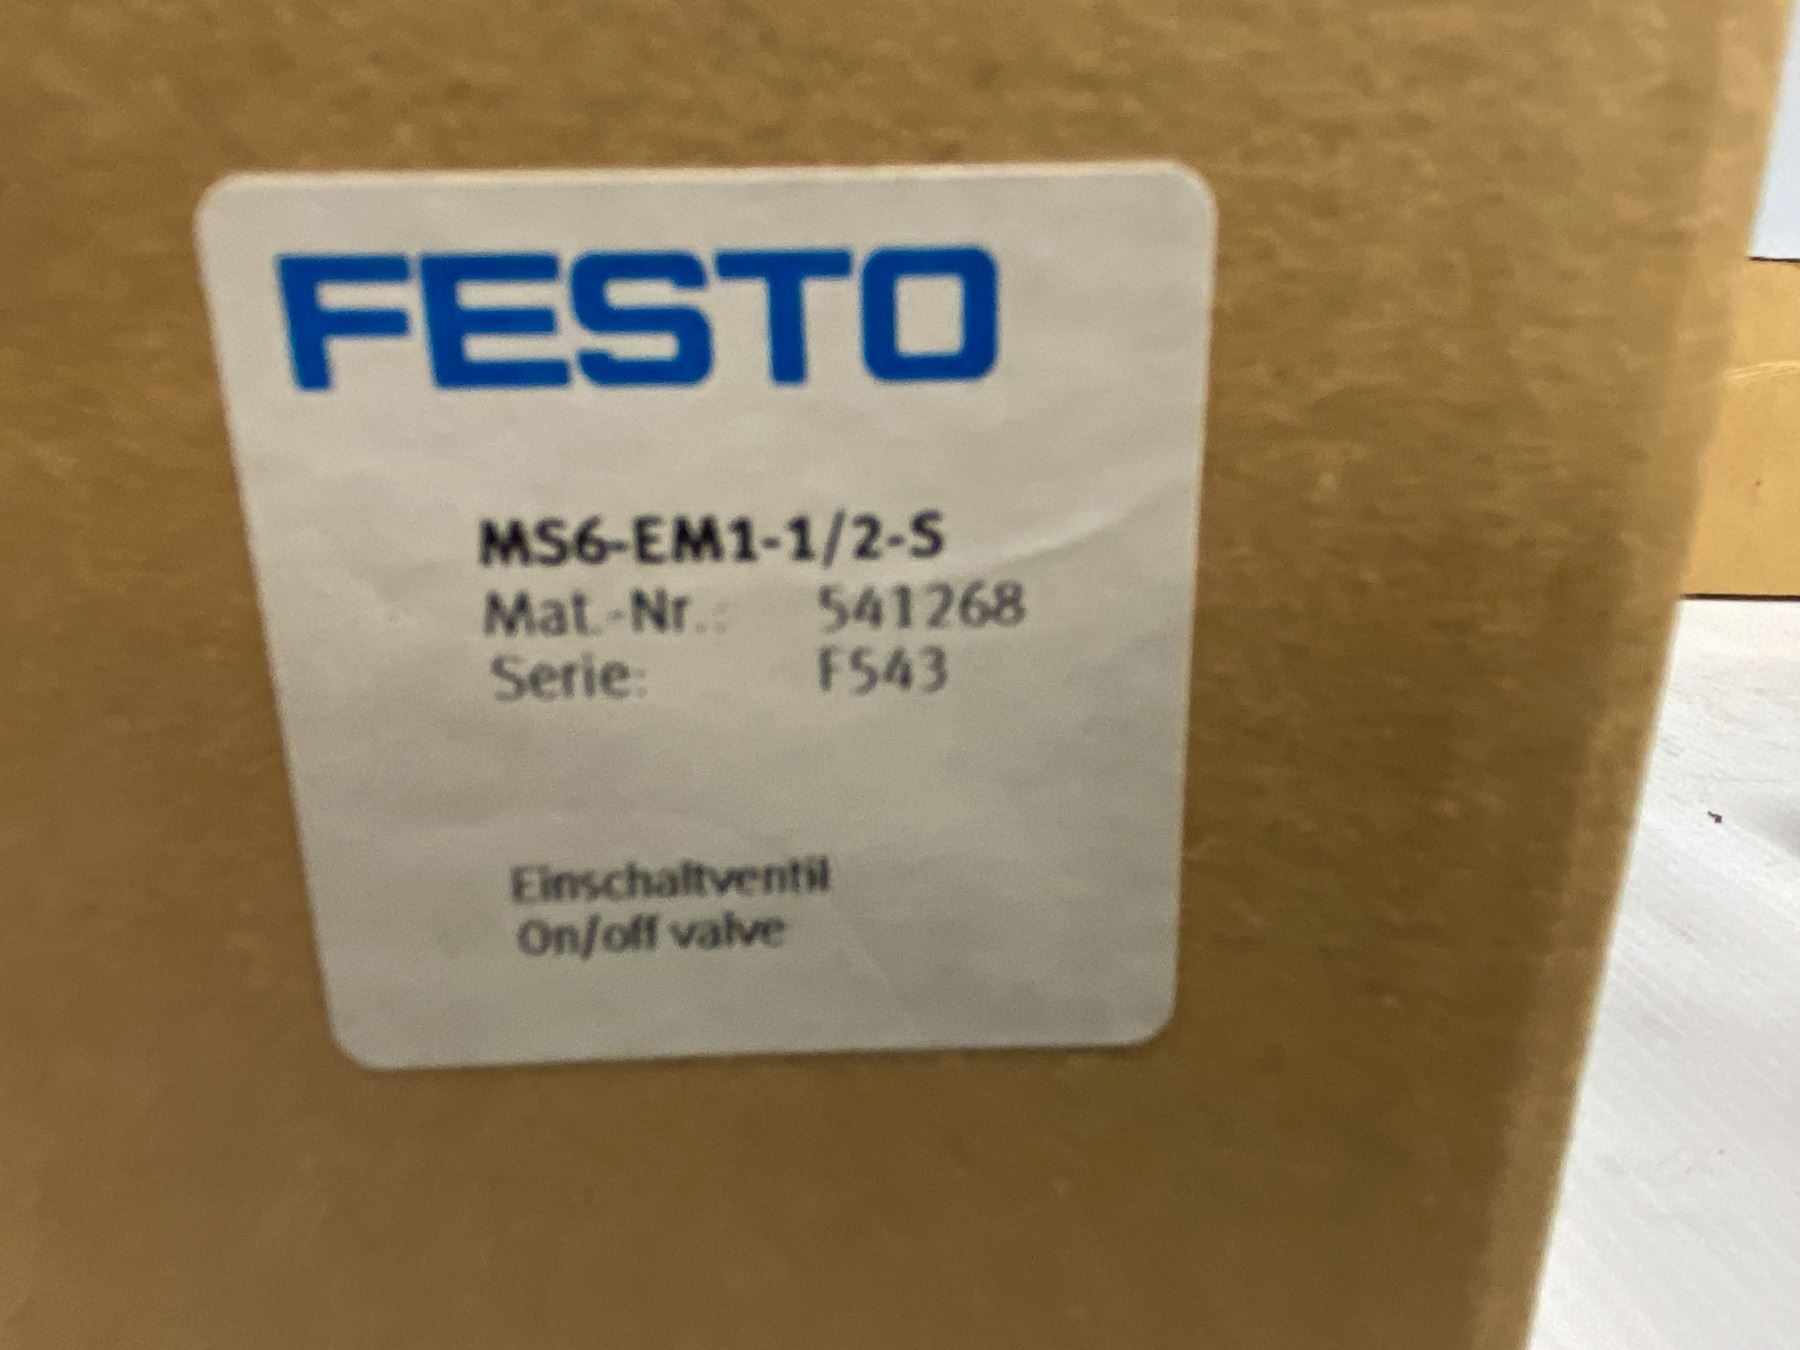 FESTO
MS6-EM1-1/2-S
Mat.-Nr.: 541268
Serie: F543
Einschaltventil
On/off valve